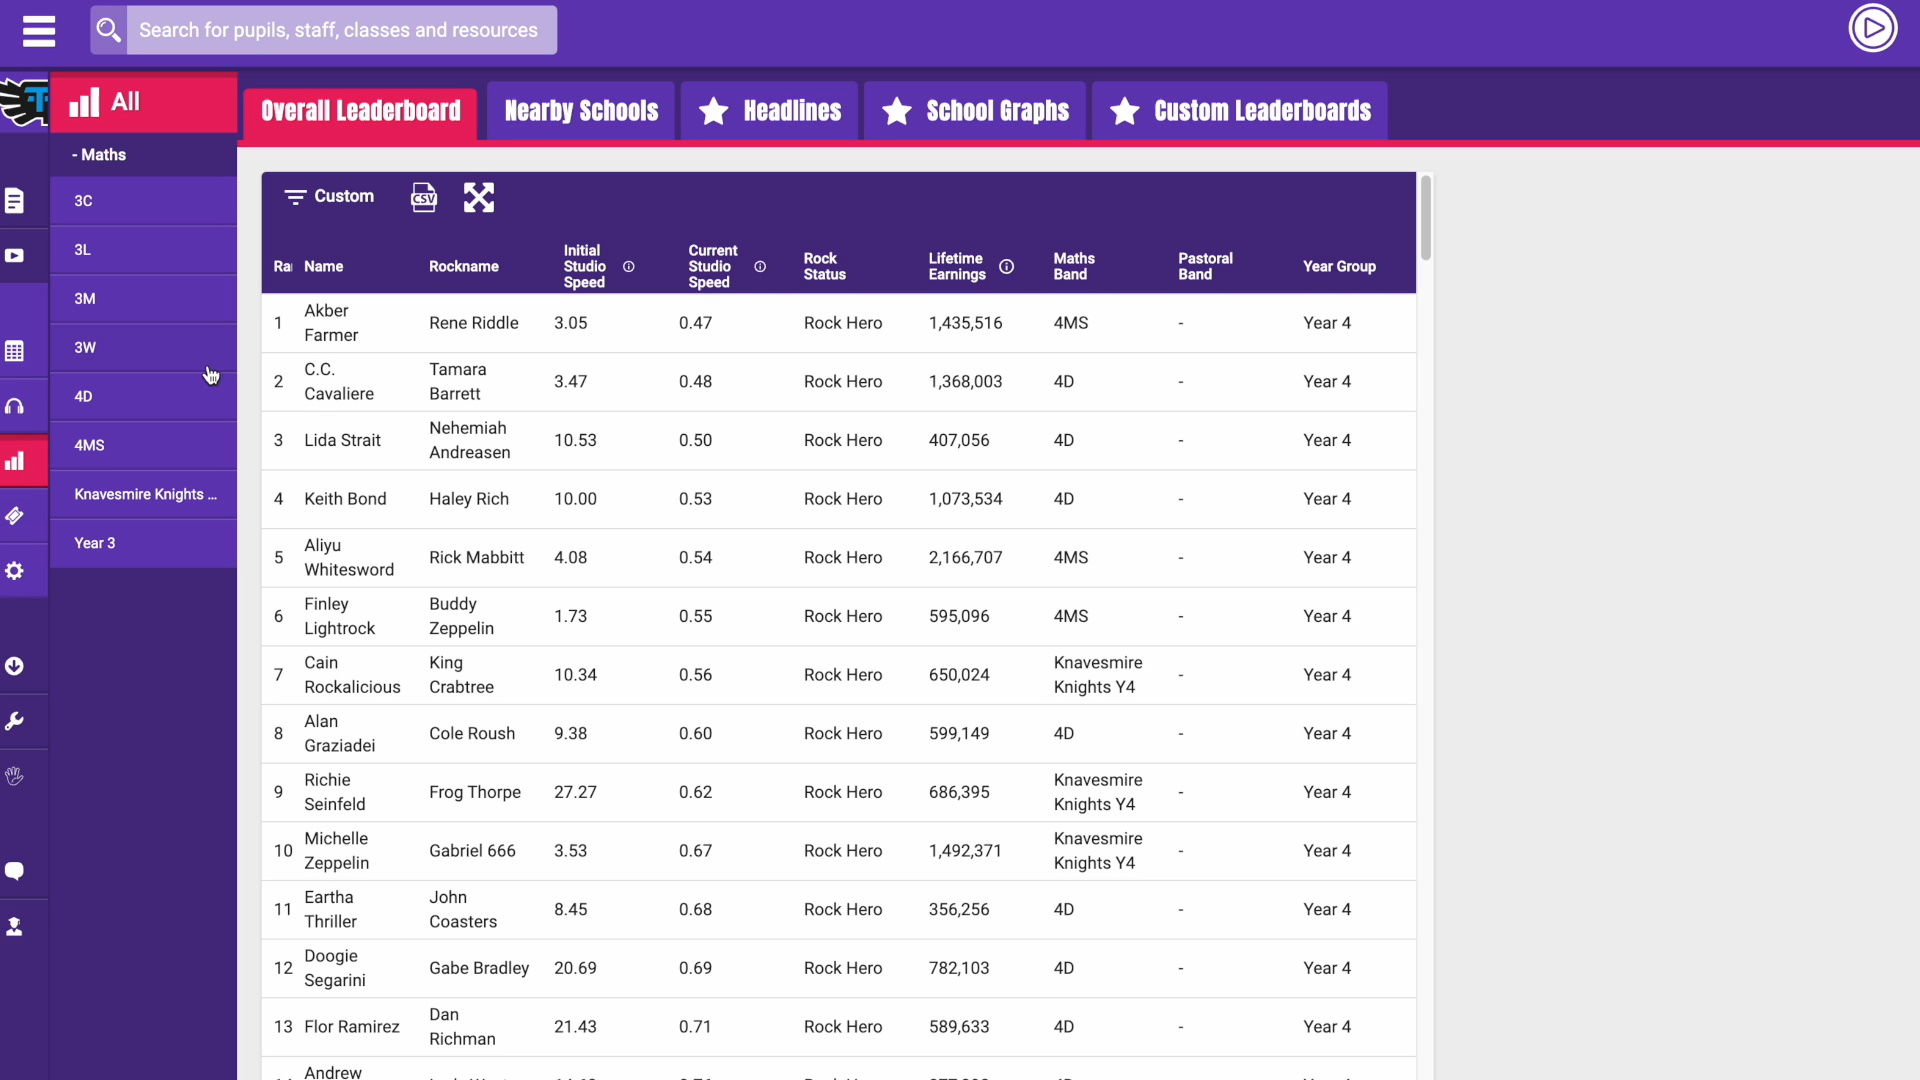 Search for pupils, staff, classes and resources
All
- Maths
3C
3L
3M
3W
4D
4MS
Knavesmire Knights ...
Year 3
Overall Leaderboard
Nearby Schools
Headlines
School Graphs
Custom Leaderboards
Custom
CSV
Ra Name Rockname Initial Studio Speed Current Studio Speed Rock Status Lifetime Earnings Maths Band Pastoral Band Year Group
1 Akber Farmer Rene Riddle 3.05 0.47 Rock Hero 1,435,516 4MS - Year 4
2 C.C. Cavaliere Tamara Barrett 3.47 0.48 Rock Hero 1,368,003 4D - Year 4
3 Lida Strait Nehemiah Andreasen 10.53 0.50 Rock Hero 407,056 4D - Year 4
4 Keith Bond Haley Rich 10.00 0.53 Rock Hero 1,073,534 4D - Year 4
5 Aliyu Whitesword Rick Mabbitt 4.08 0.54 Rock Hero 2,166,707 4MS - Year 4
6 Finley Lightrock Buddy Zeppelin 1.73 0.55 Rock Hero 595,096 4MS - Year 4
7 Cain Rockalicious King Crabtree 10.34 0.56 Rock Hero 650,024 Knavesmire Knights Y4 - Year 4
8 Alan Graziadei Cole Roush 9.38 0.60 Rock Hero 599,149 4D - Year 4
9 Richie Seinfeld Frog Thorpe 27.27 0.62 Rock Hero 686,395 Knavesmire Knights Y4 - Year 4
10 Michelle Zeppelin Gabriel 666 3.53 0.67 Rock Hero 1,492,371 Knavesmire Knights Y4 - Year 4
11 Eartha Thriller John Coasters 8.45 0.68 Rock Hero 356,256 4D - Year 4
12 Doogie Segarini Gabe Bradley 20.69 0.69 Rock Hero 782,103 4D - Year 4
13 Flor Ramirez Dan Richman 21.43 0.71 Rock Hero 589,633 4D - Year 4
Andrew